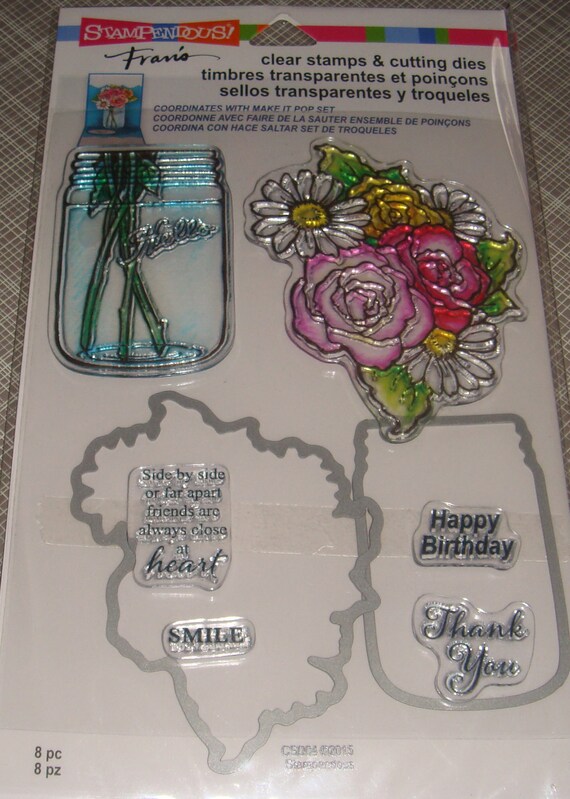 STAMPENDOUS!
Fran's
clear stamps & cutting dies
timbres transparentes et poinçons
sellos transparentes y troqueles
COORDINATES WITH MAKE IT POP SET
COORDONNE AVEC FAIRE DE LA SAUTER ENSEMBLE DE POINÇONS
COORDINA CON HACE SALTAR SET DE TROQUELES
Side by side
or far apart
friends are
always close
at
heart
SMILE
Happy
Birthday
Thank
You
8 pc
8 pz
©2015
Stampendous